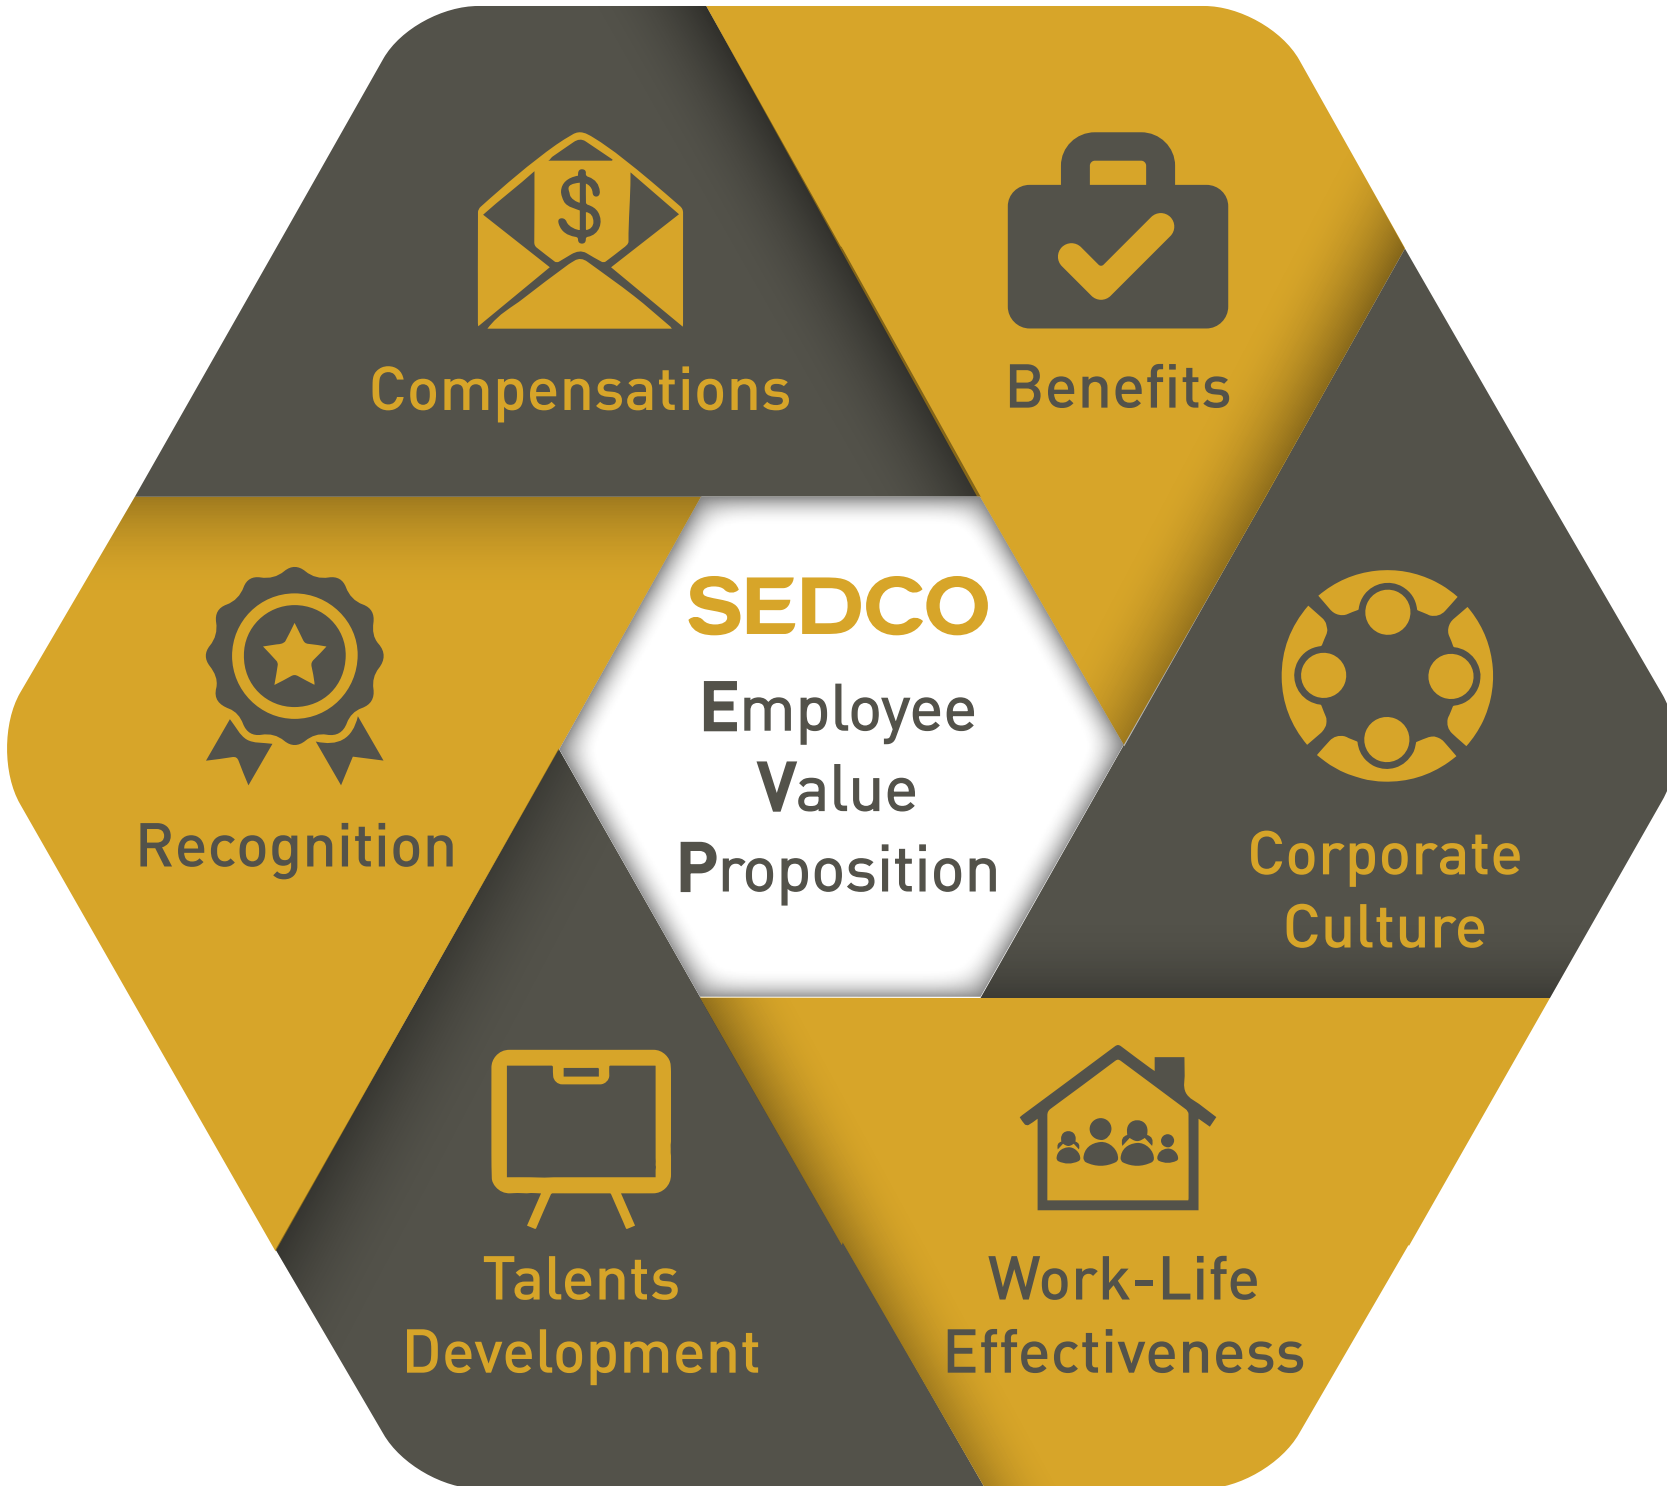 Compensations
$
Benefits
SEDCO
Employee
Value
Proposition
Recognition
Corporate
Culture
Talents
Development
Work-Life
Effectiveness